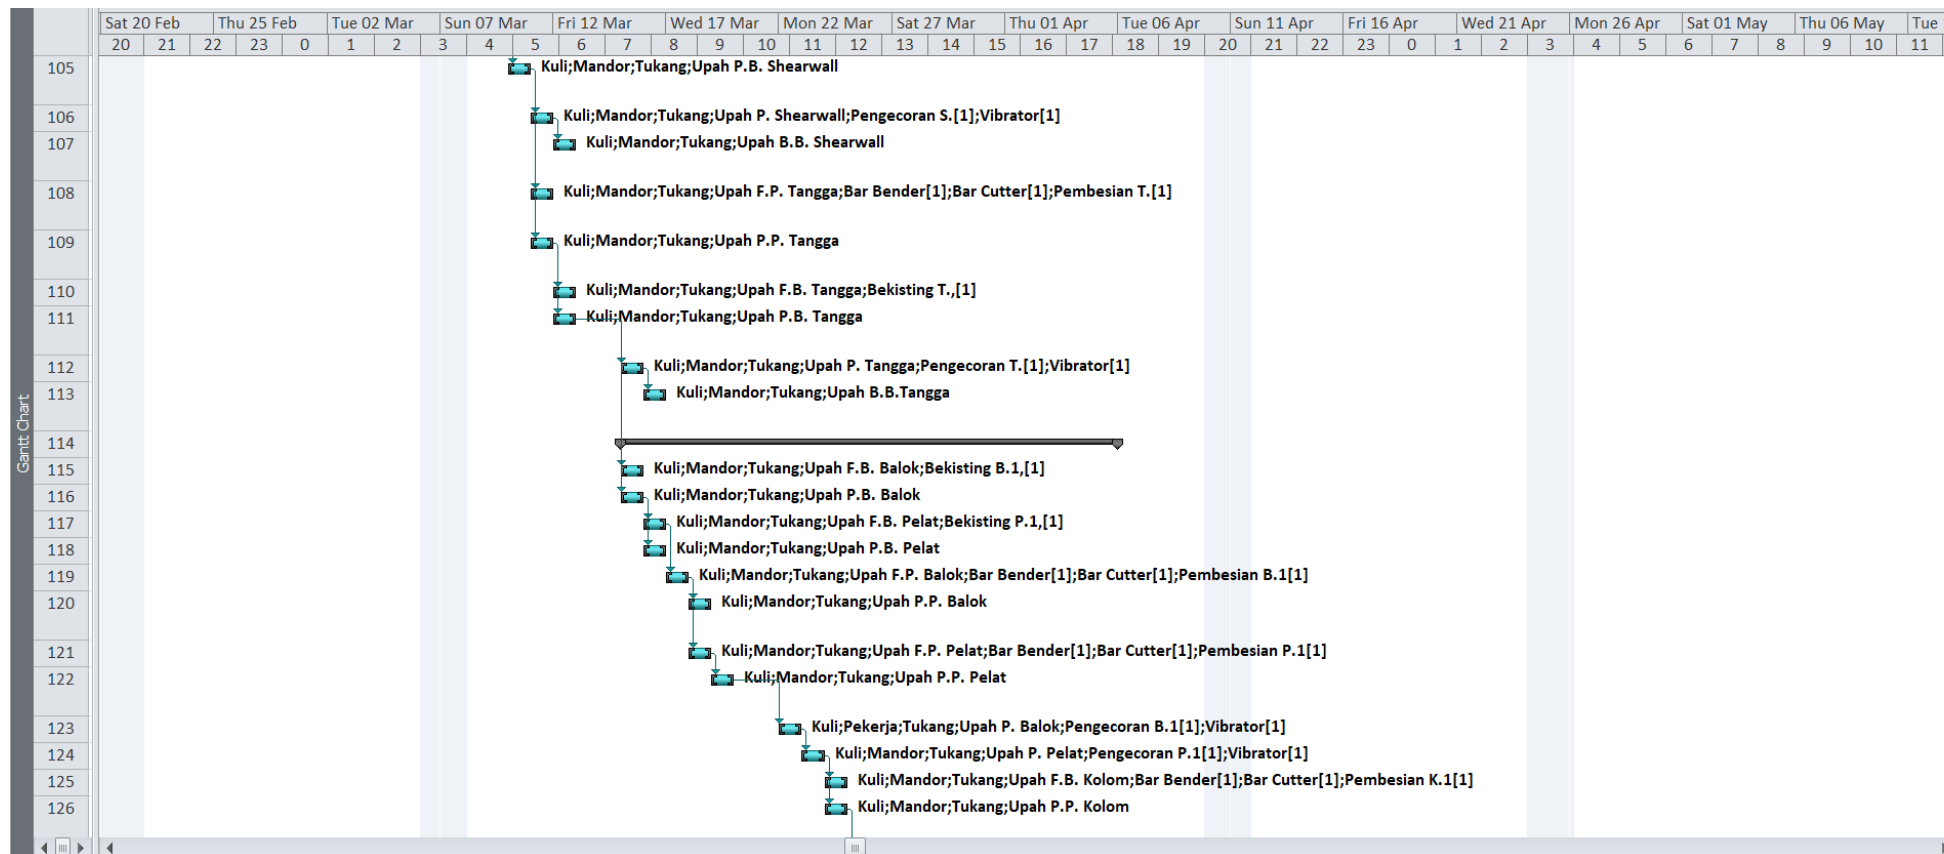 Sat 20 Feb Thu 25 Feb Tue 02 Mar Sun 07 Mar Fri 12 Mar Wed 17 Mar Mon 22 Mar Sat 27 Mar Thu 01 Apr Tue 06 Apr Sun 11 Apr Fri 16 Apr Wed 21 Apr Mon 26 Apr Sat 01 May Thu 06 May Tue
20 21 22 23 0 1 2 3 4 5 6 7 8 9 10 11 12 13 14 15 16 17 18 19 20 21 22 23 0 1 2 3 4 5 6 7 8 9 10 11
105 Kuli;Mandor;Tukang;Upah P.B. Shearwall
106 Kuli;Mandor;Tukang;Upah P. Shearwall;Pengecoran S.[1];Vibrator[1]
107 Kuli;Mandor;Tukang;Upah B.B. Shearwall
108 Kuli;Mandor;Tukang;Upah F.P. Tangga;Bar Bender[1];Bar Cutter[1];Pembesian T.[1]
109 Kuli;Mandor;Tukang;Upah P.P. Tangga
110 Kuli;Mandor;Tukang;Upah F.B. Tangga;Bekisting T.,[1]
111 Kuli;Mandor;Tukang;Upah P.B. Tangga
112 Kuli;Mandor;Tukang;Upah P. Tangga;Pengecoran T.[1];Vibrator[1]
113 Kuli;Mandor;Tukang;Upah B.B.Tangga
114
115 Kuli;Mandor;Tukang;Upah F.B. Balok;Bekisting B.1,[1]
116 Kuli;Mandor;Tukang;Upah P.B. Balok
117 Kuli;Mandor;Tukang;Upah F.B. Pelat;Bekisting P.1,[1]
118 Kuli;Mandor;Tukang;Upah P.B. Pelat
119 Kuli;Mandor;Tukang;Upah F.P. Balok;Bar Bender[1];Bar Cutter[1];Pembesian B.1[1]
120 Kuli;Mandor;Tukang;Upah P.P. Balok
121 Kuli;Mandor;Tukang;Upah F.P. Pelat;Bar Bender[1];Bar Cutter[1];Pembesian P.1[1]
122 Kuli;Mandor;Tukang;Upah P.P. Pelat
123 Kuli;Pekerja;Tukang;Upah P. Balok;Pengecoran B.1[1];Vibrator[1]
124 Kuli;Mandor;Tukang;Upah P. Pelat;Pengecoran P.1[1];Vibrator[1]
125 Kuli;Mandor;Tukang;Upah F.B. Kolom;Bar Bender[1];Bar Cutter[1];Pembesian K.1[1]
126 Kuli;Mandor;Tukang;Upah P.P. Kolom
Gantt Chart